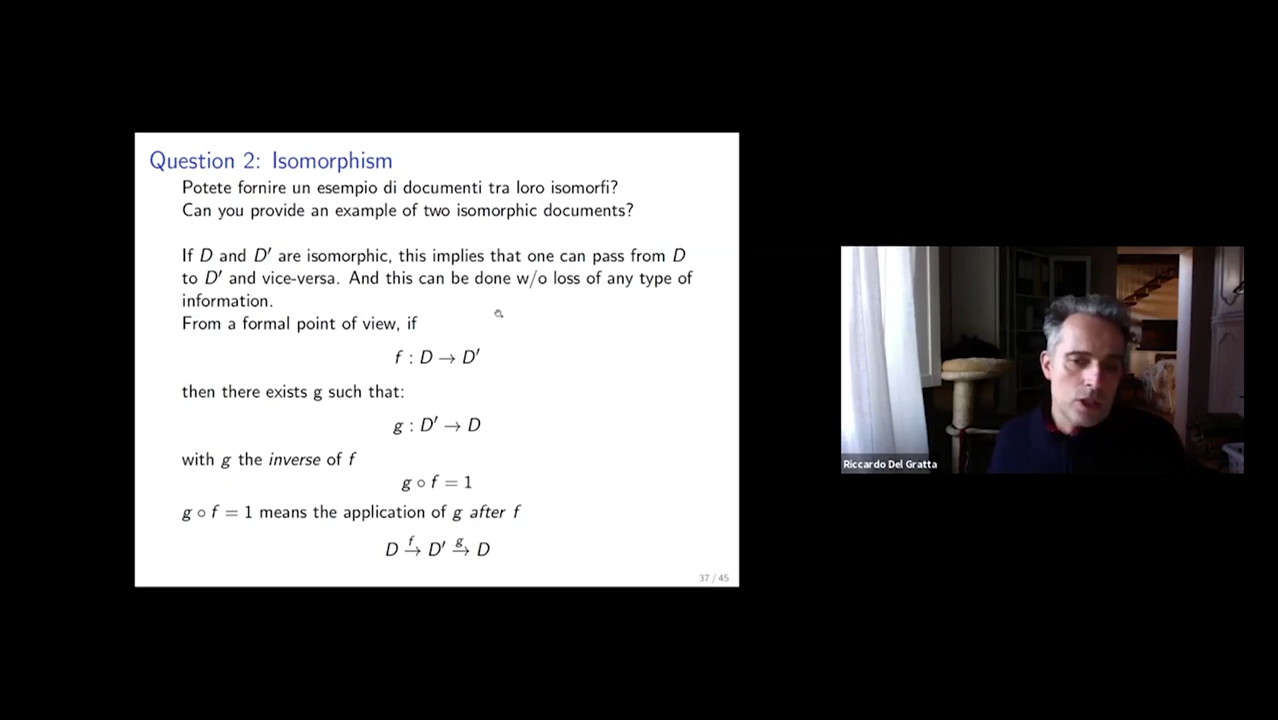 Question 2: Isomorphism
Potete fornire un esempio di documenti tra loro isomorfi?
Can you provide an example of two isomorphic documents?
If D and D′ are isomorphic, this implies that one can pass from D
to D′ and vice-versa. And this can be done w/o loss of any type of
information.
From a formal point of view, if
f : D → D′
then there exists g such that:
g : D′ → D
with g the inverse of f
g ∘ f = 1
g ∘ f = 1 means the application of g after f
D →f D′ →g D
37 / 45
Riccardo Del Gratta